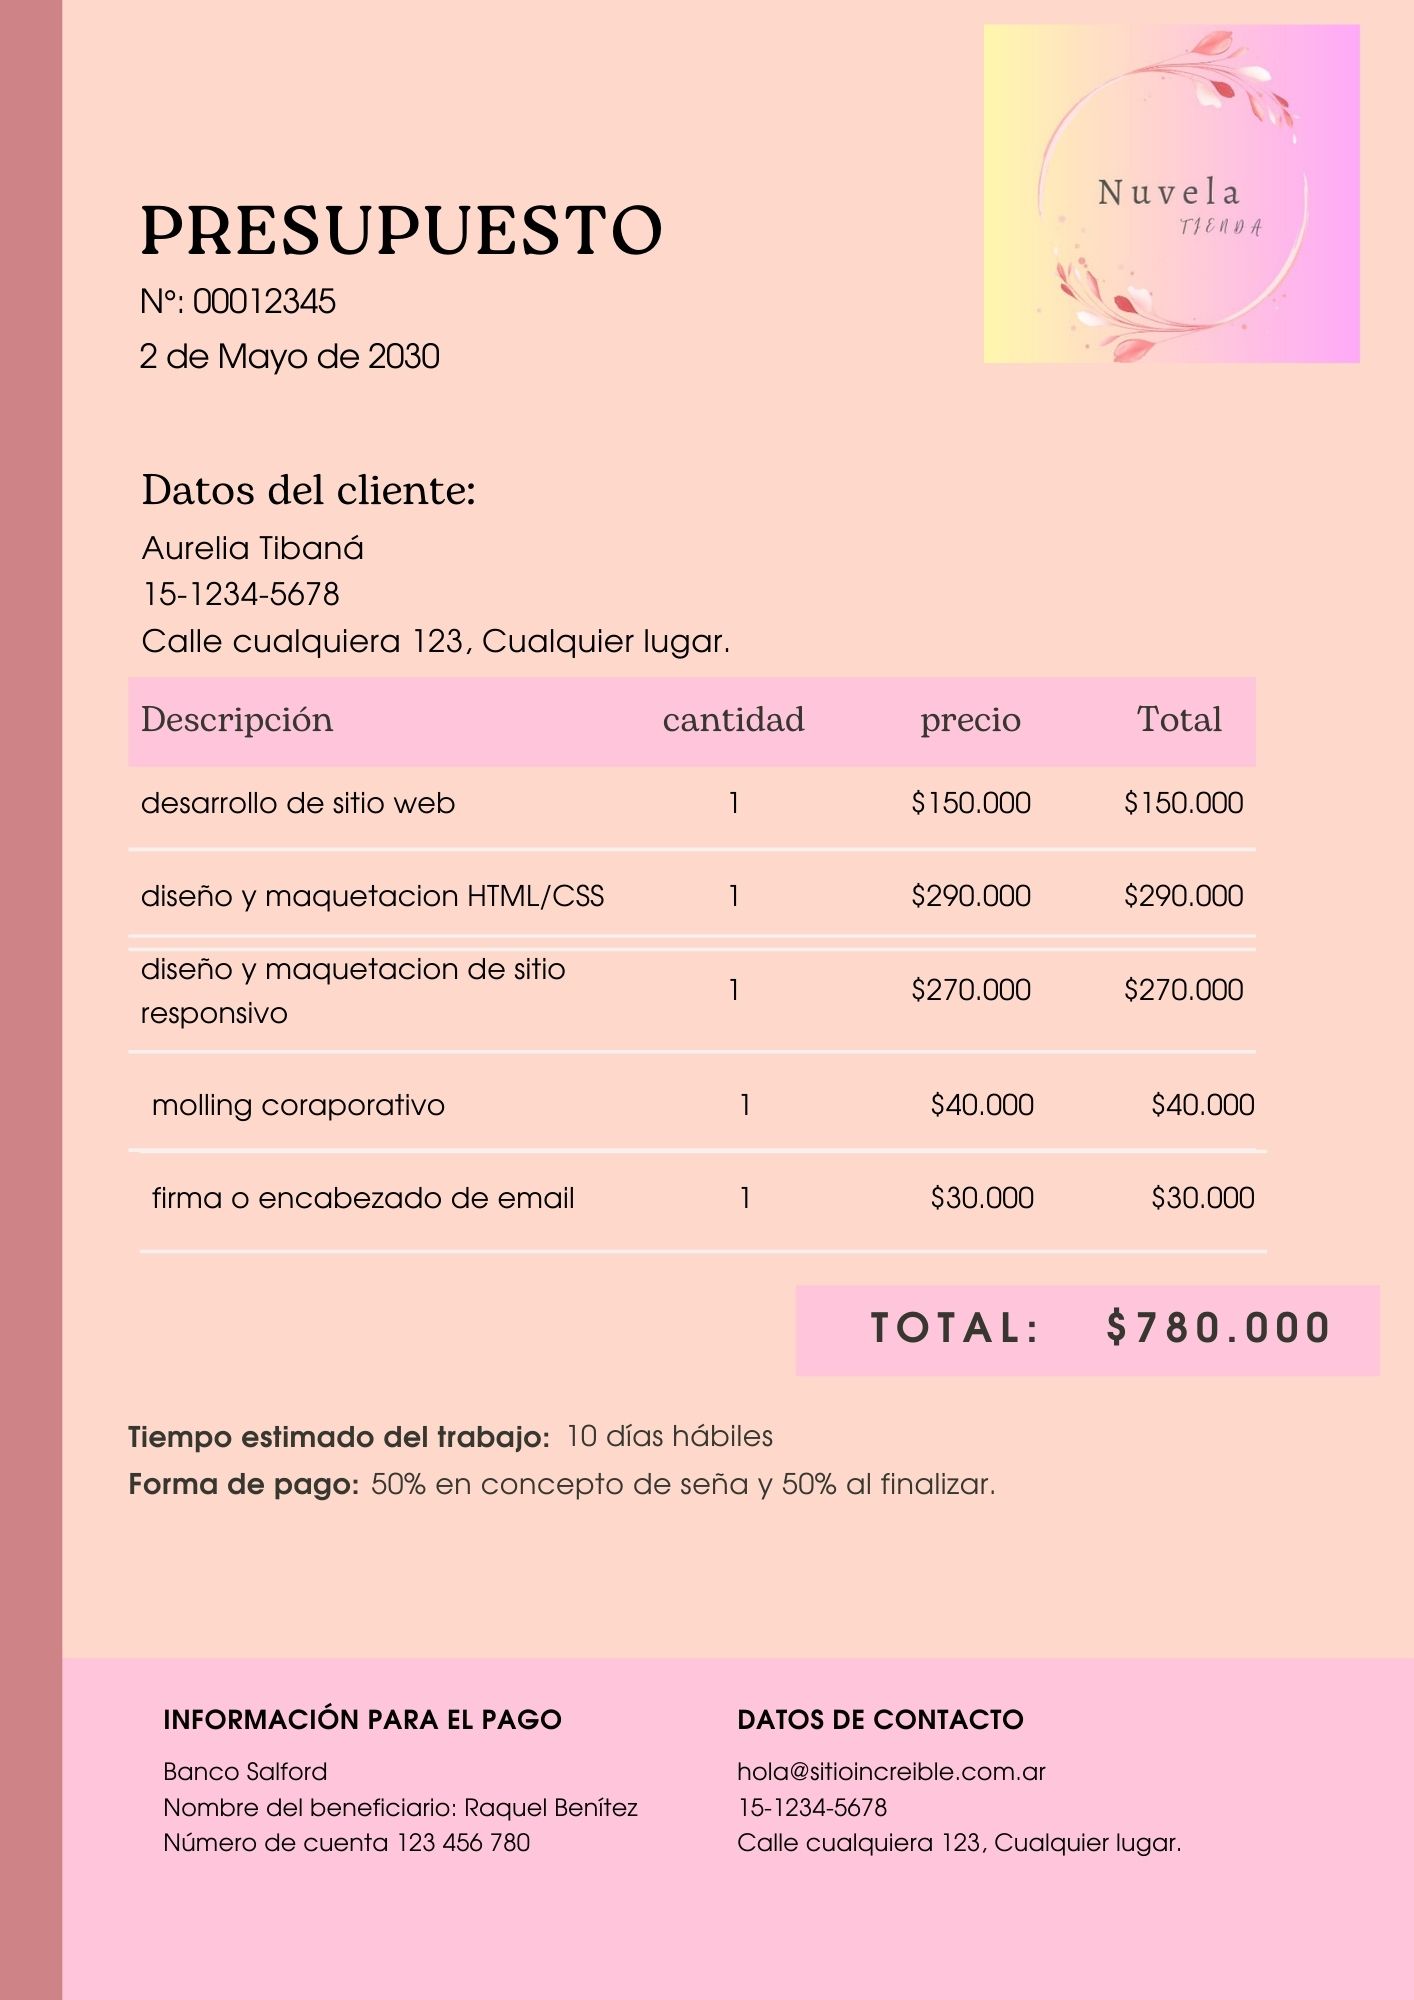 Nuvela
TIENDA
PRESUPUESTO
N°: 00012345
2 de Mayo de 2030
Datos del cliente:
Aurelia Tibaná
15-1234-5678
Calle cualquiera 123, Cualquier lugar.
Descripción cantidad precio Total
desarrollo de sitio web 1 $150.000 $150.000
diseño y maquetacion HTML/CSS 1 $290.000 $290.000
diseño y maquetacion de sitio
responsivo 1 $270.000 $270.000
molling coraporativo 1 $40.000 $40.000
firma o encabezado de email 1 $30.000 $30.000
TOTAL: $780.000
Tiempo estimado del trabajo: 10 días hábiles
Forma de pago: 50% en concepto de seña y 50% al finalizar.
INFORMACIÓN PARA EL PAGO
Banco Salford
Nombre del beneficiario: Raquel Benítez
Número de cuenta 123 456 780
DATOS DE CONTACTO
hola@sitioincreible.com.ar
15-1234-5678
Calle cualquiera 123, Cualquier lugar.